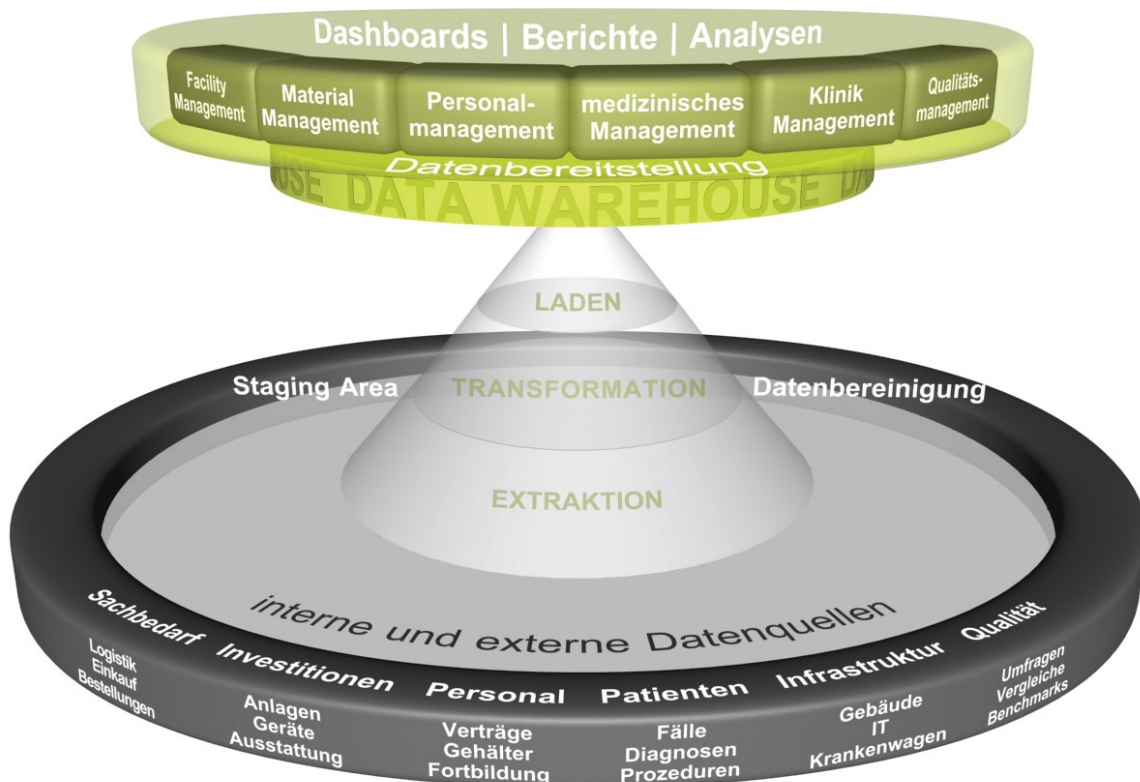 Dashboards | Berichte | Analysen
Facility
Management
Material
Management
Personal-
management
medizinisches
Management
Klinik
Management
Qualitäts-
management
Datenbereitstellung
USE DATA WAREHOUSE DA
LADEN
Staging Area TRANSFORMATION Datenbereinigung
EXTRAKTION
interne und externe Datenquellen
Sachbedarf
Logistik
Einkauf
Bestellungen
Investitionen
Anlagen
Geräte
Ausstattung
Personal
Verträge
Gehälter
Fortbildung
Patienten
Fälle
Diagnosen
Prozeduren
Infrastruktur
Gebäude
IT
Krankenwagen
Qualität
Umfragen
Vergleiche
Benchmarks